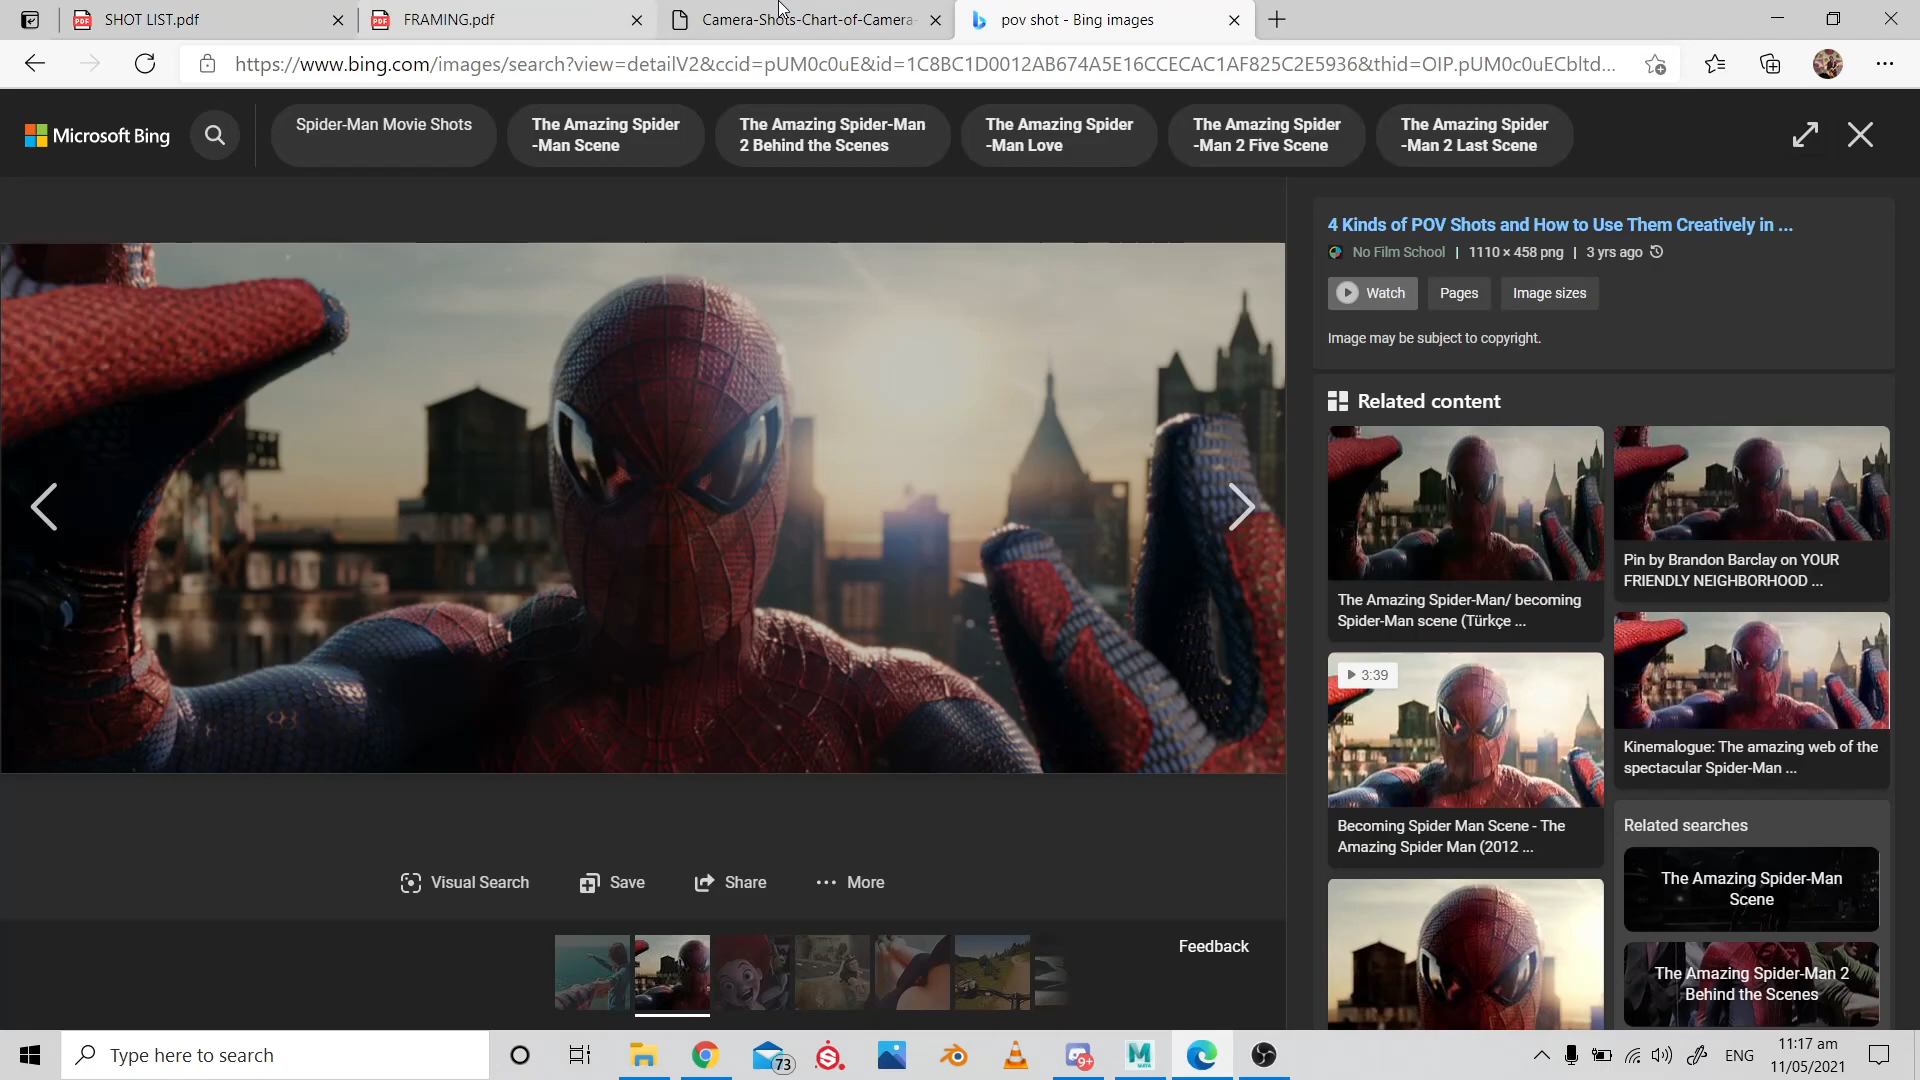 SHOT LIST.pdf
FRAMING.pdf
Camera-Shots-Chart-of-Camera-
pov shot - Bing images
https://www.bing.com/images/search?view=detailV2&ccid=pUM0c0uE&id=1C8BC1D0012AB674A5E16CCECAC1AF825C2E5936&thid=OIP.pUM0c0uECbltd...
Microsoft Bing
Spider-Man Movie Shots
The Amazing Spider
-Man Scene
The Amazing Spider-Man
2 Behind the Scenes
The Amazing Spider
-Man Love
The Amazing Spider
-Man 2 Five Scene
The Amazing Spider
-Man 2 Last Scene
4 Kinds of POV Shots and How to Use Them Creatively in ...
No Film School | 1110 × 458 png | 3 yrs ago
Watch
Pages
Image sizes
Image may be subject to copyright.
Related content
The Amazing Spider-Man/ becoming
Spider-Man scene (Türkçe ...
Pin by Brandon Barclay on YOUR
FRIENDLY NEIGHBORHOOD ...
3:39
Becoming Spider Man Scene - The
Amazing Spider Man (2012 ...
Kinemalogue: The amazing web of the
spectacular Spider-Man ...
Related searches
The Amazing Spider-Man
Scene
The Amazing Spider-Man 2
Behind the Scenes
Visual Search
Save
Share
More
Feedback
Type here to search
73
9+
MAYA
ENG
11:17 am
11/05/2021